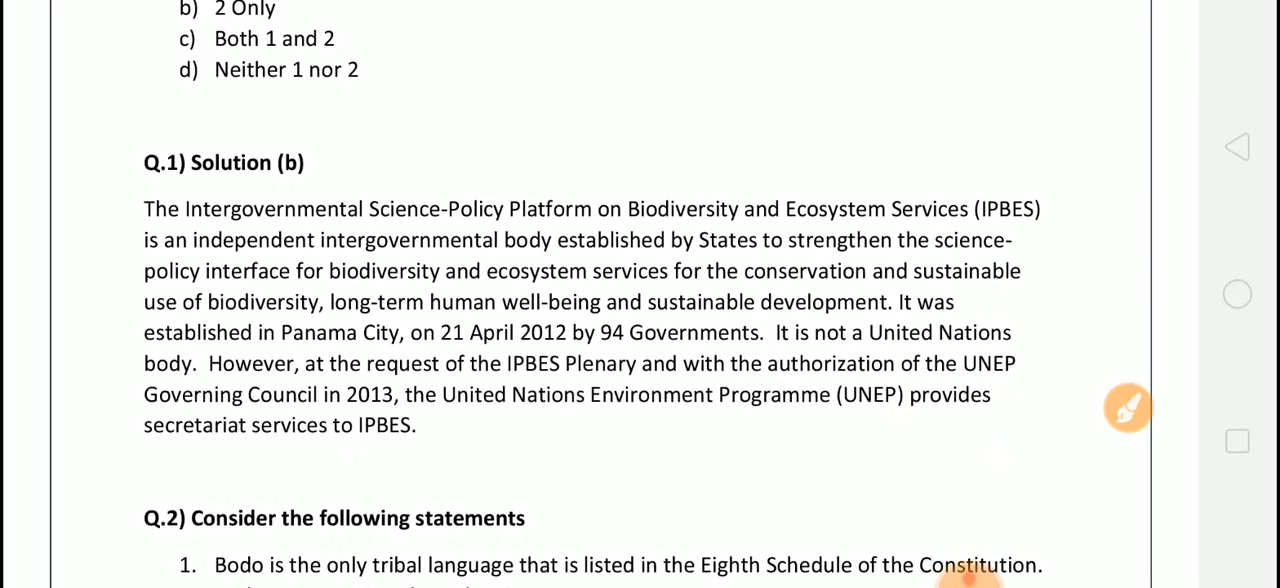 b) 2 Only
c) Both 1 and 2
d) Neither 1 nor 2
Q.1) Solution (b)
The Intergovernmental Science-Policy Platform on Biodiversity and Ecosystem Services (IPBES)
is an independent intergovernmental body established by States to strengthen the science-
policy interface for biodiversity and ecosystem services for the conservation and sustainable
use of biodiversity, long-term human well-being and sustainable development. It was
established in Panama City, on 21 April 2012 by 94 Governments.  It is not a United Nations
body.  However, at the request of the IPBES Plenary and with the authorization of the UNEP
Governing Council in 2013, the United Nations Environment Programme (UNEP) provides
secretariat services to IPBES.
Q.2) Consider the following statements
1. Bodo is the only tribal language that is listed in the Eighth Schedule of the Constitution.